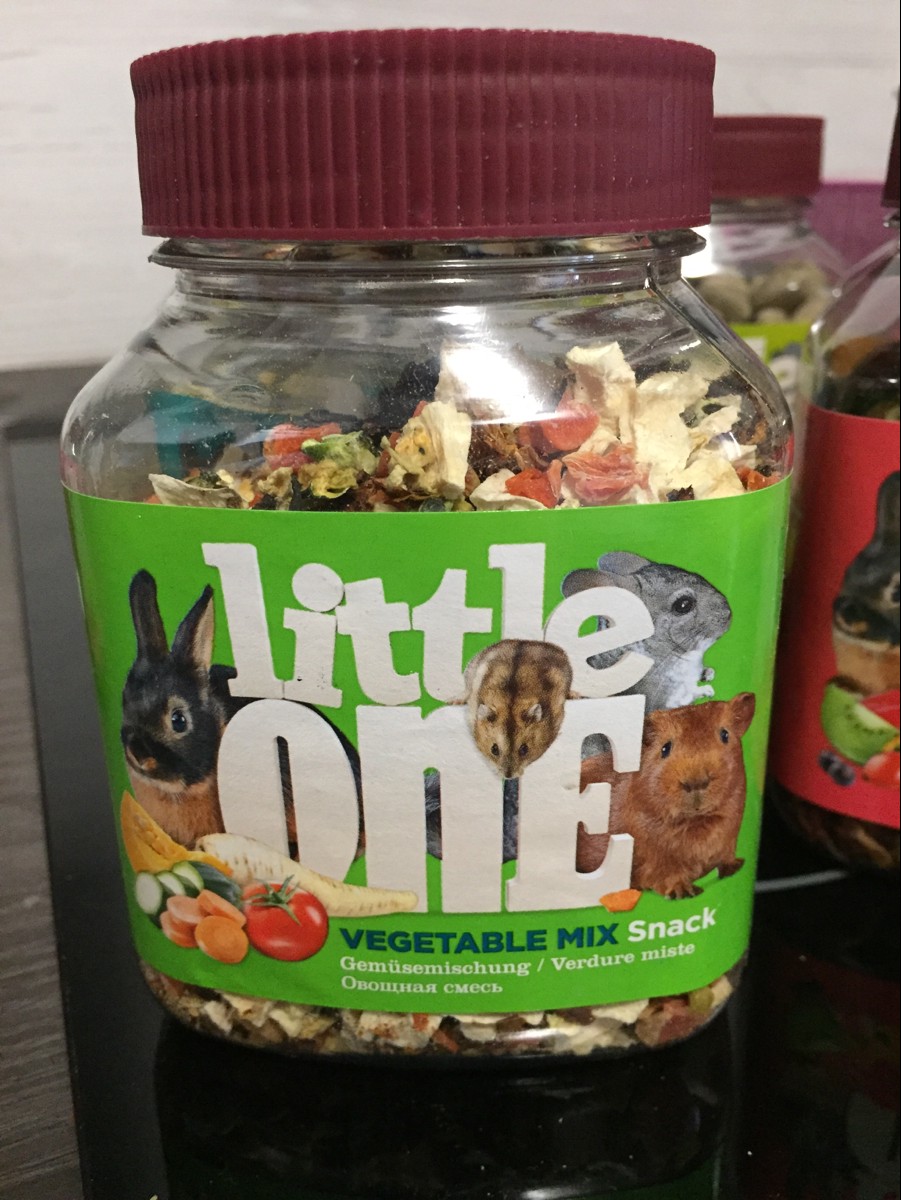 little
one
VEGETABLE MIX Snack
Gemüsemischung / Verdure miste
Овощная смесь